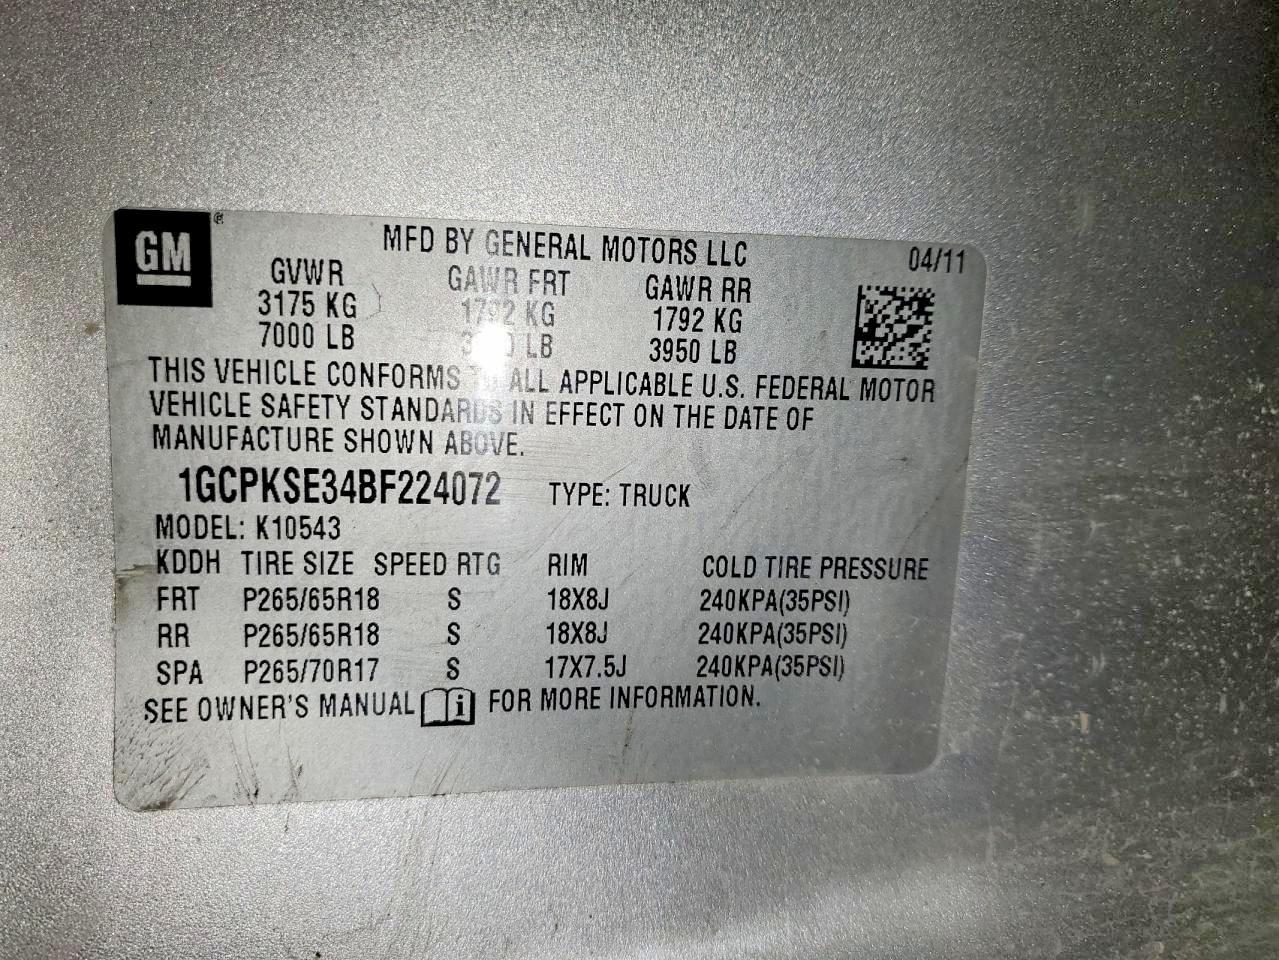 GM ®
MFD BY GENERAL MOTORS LLC 04/11
GVWR GAWR FRT GAWR RR
3175 KG 1792 KG 1792 KG
7000 LB LB 3950 LB
THIS VEHICLE CONFORMS TO ALL APPLICABLE U.S. FEDERAL MOTOR
VEHICLE SAFETY STANDARDS IN EFFECT ON THE DATE OF
MANUFACTURE SHOWN ABOVE.
1GCPKSE34BF224072 TYPE: TRUCK
MODEL: K10543
KDDH TIRE SIZE SPEED RTG RIM COLD TIRE PRESSURE
FRT P265/65R18 S 18X8J 240KPA(35PSI)
RR P265/65R18 S 18X8J 240KPA(35PSI)
SPA P265/70R17 S 17X7.5J 240KPA(35PSI)
SEE OWNER'S MANUAL i FOR MORE INFORMATION.